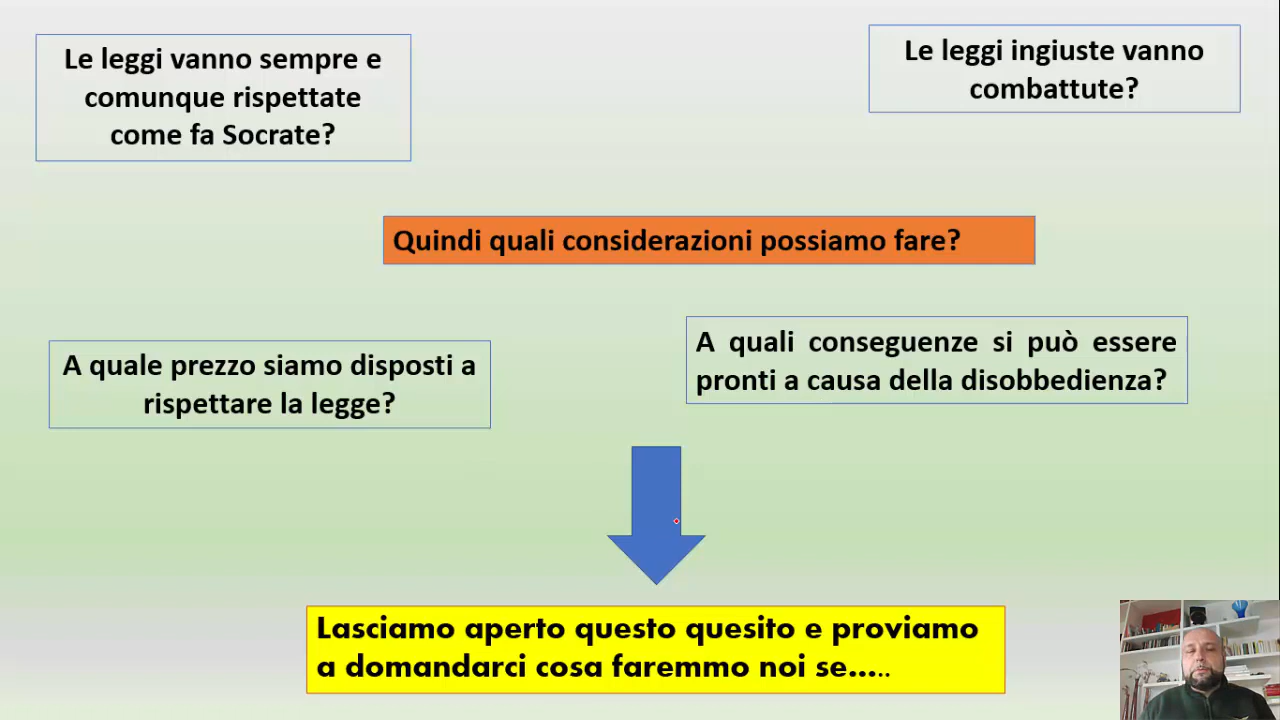 Le leggi vanno sempre e
comunque rispettate
come fa Socrate?
Le leggi ingiuste vanno
combattute?
Quindi quali considerazioni possiamo fare?
A quale prezzo siamo disposti a
rispettare la legge?
A quali conseguenze si può essere
pronti a causa della disobbedienza?
Lasciamo aperto questo quesito e proviamo
a domandarci cosa faremmo noi se.....